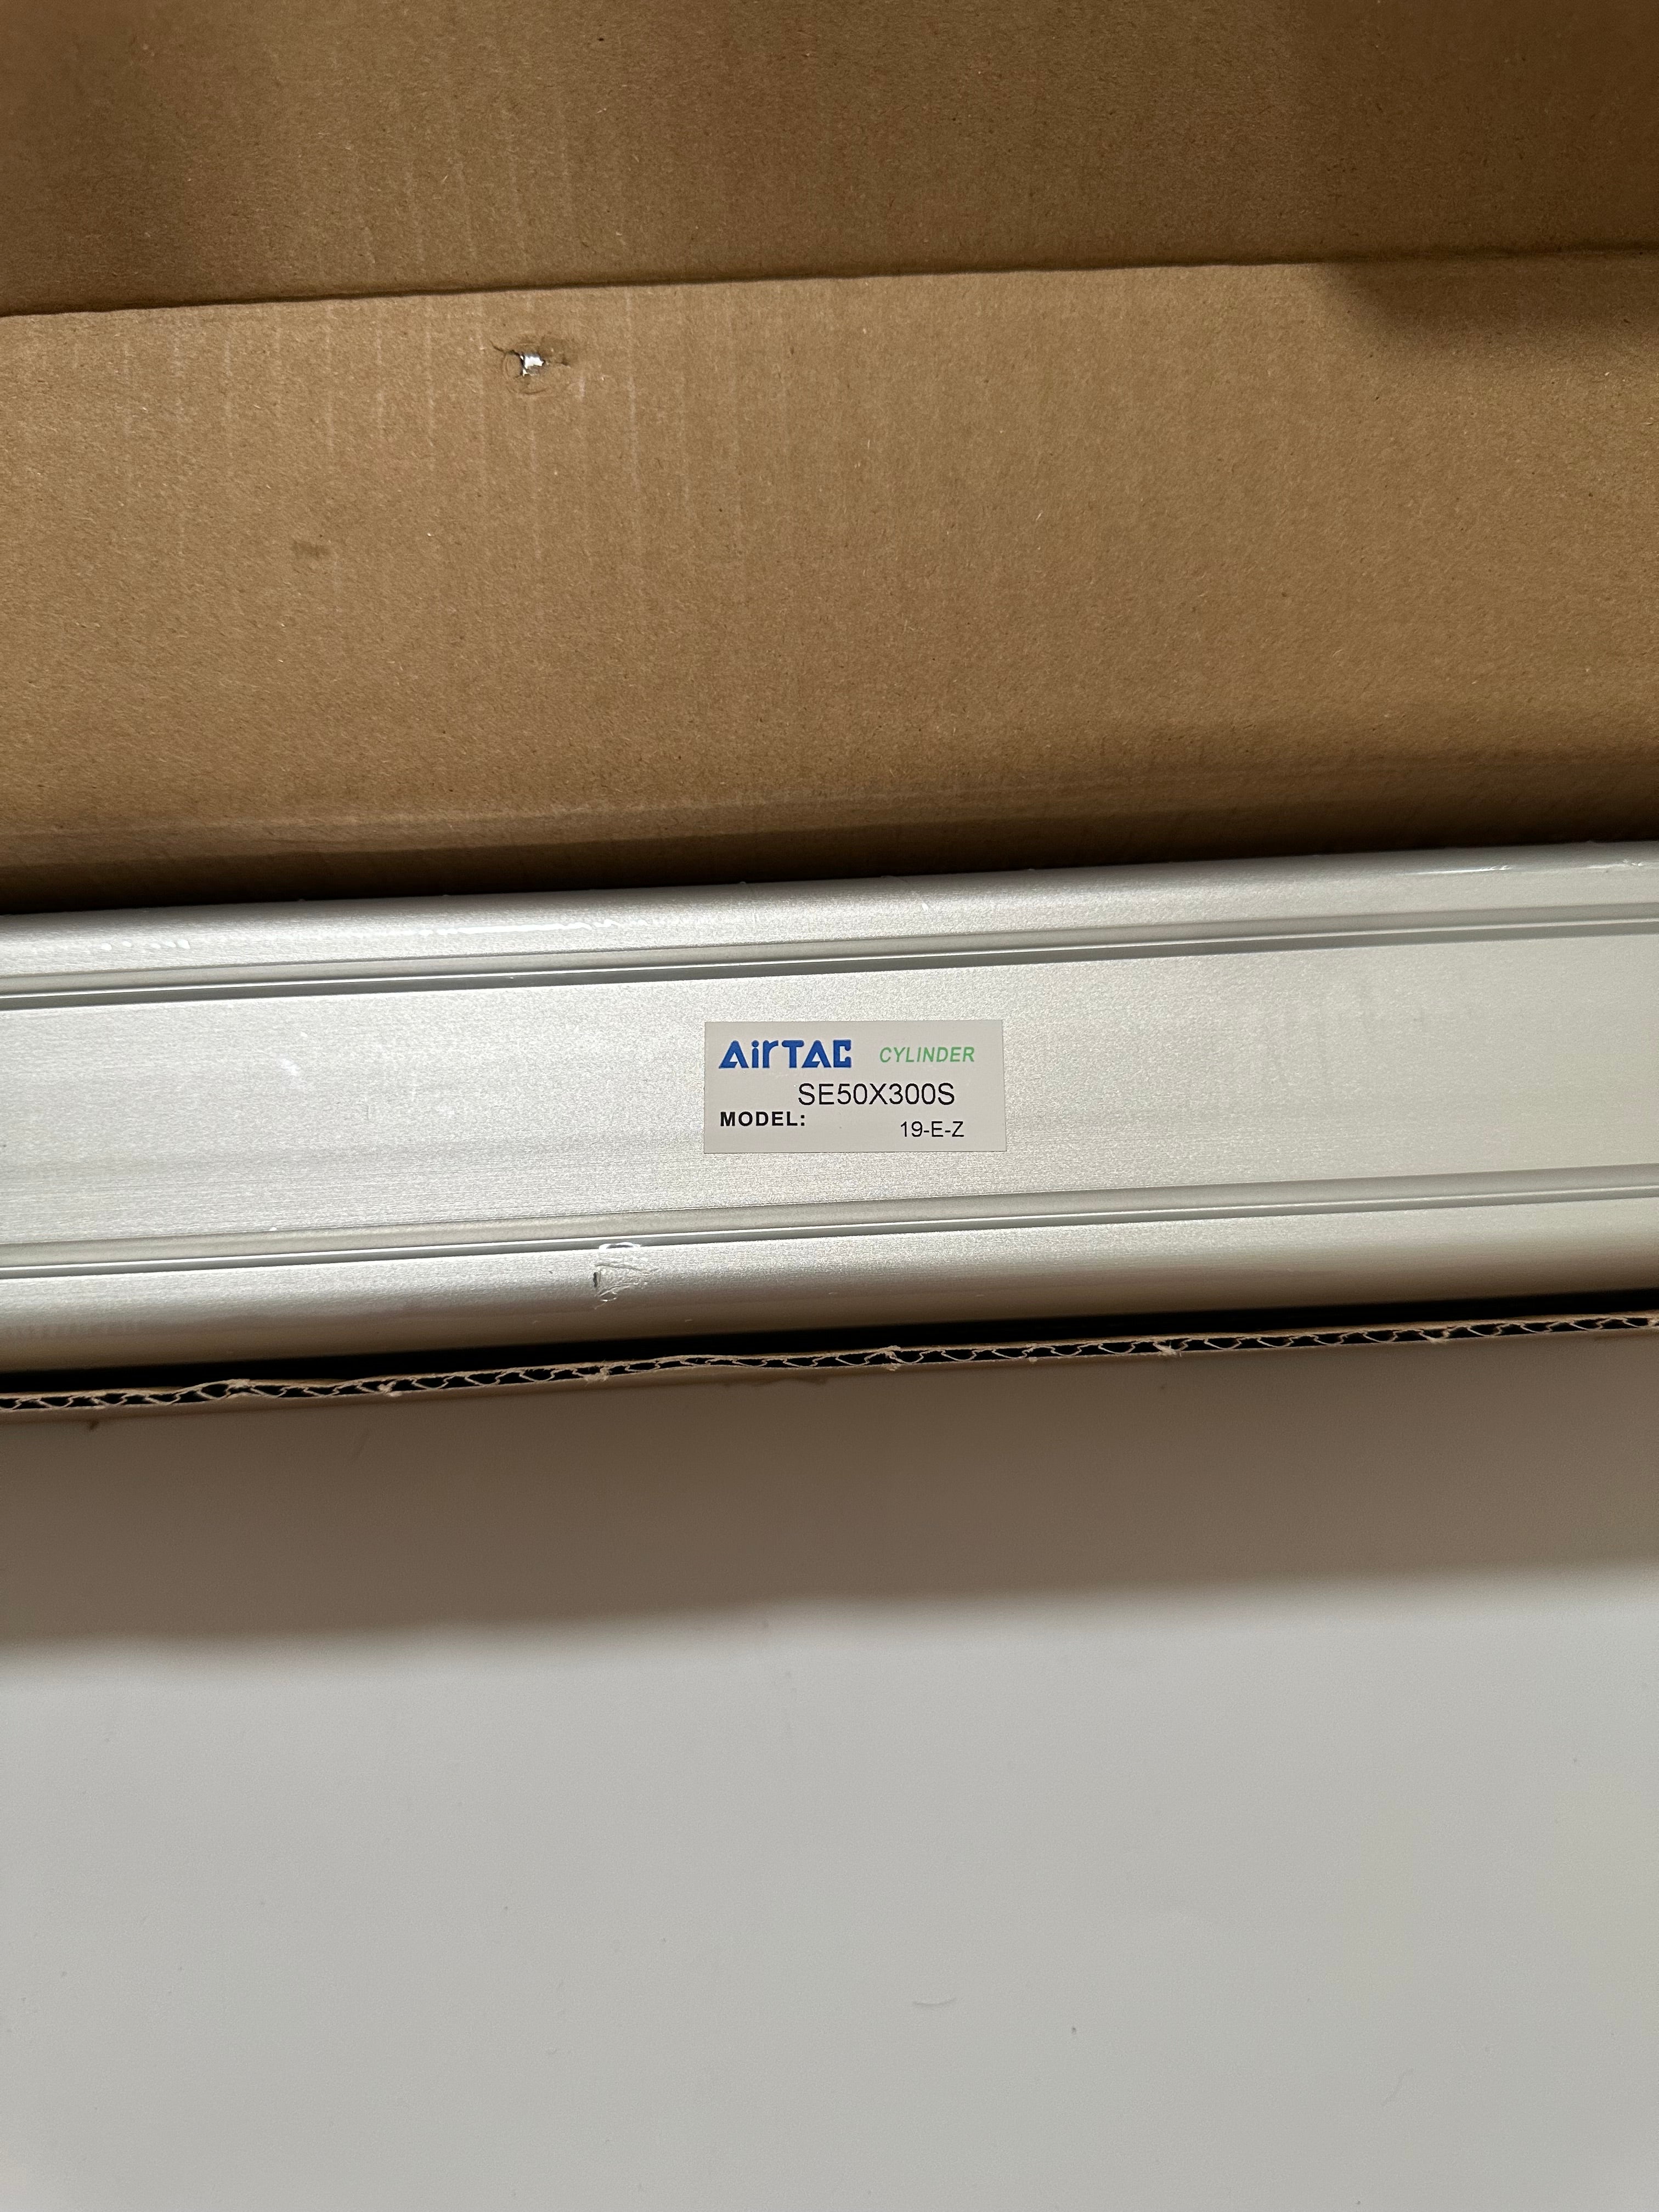 AirTAC CYLINDER
SE50X300S
MODEL:
19-E-Z